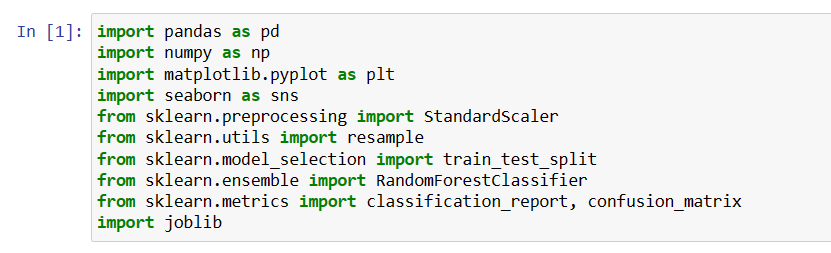 In [1]: import pandas as pd
import numpy as np
import matplotlib.pyplot as plt
import seaborn as sns
from sklearn.preprocessing import StandardScaler
from sklearn.utils import resample
from sklearn.model_selection import train_test_split
from sklearn.ensemble import RandomForestClassifier
from sklearn.metrics import classification_report, confusion_matrix
import joblib